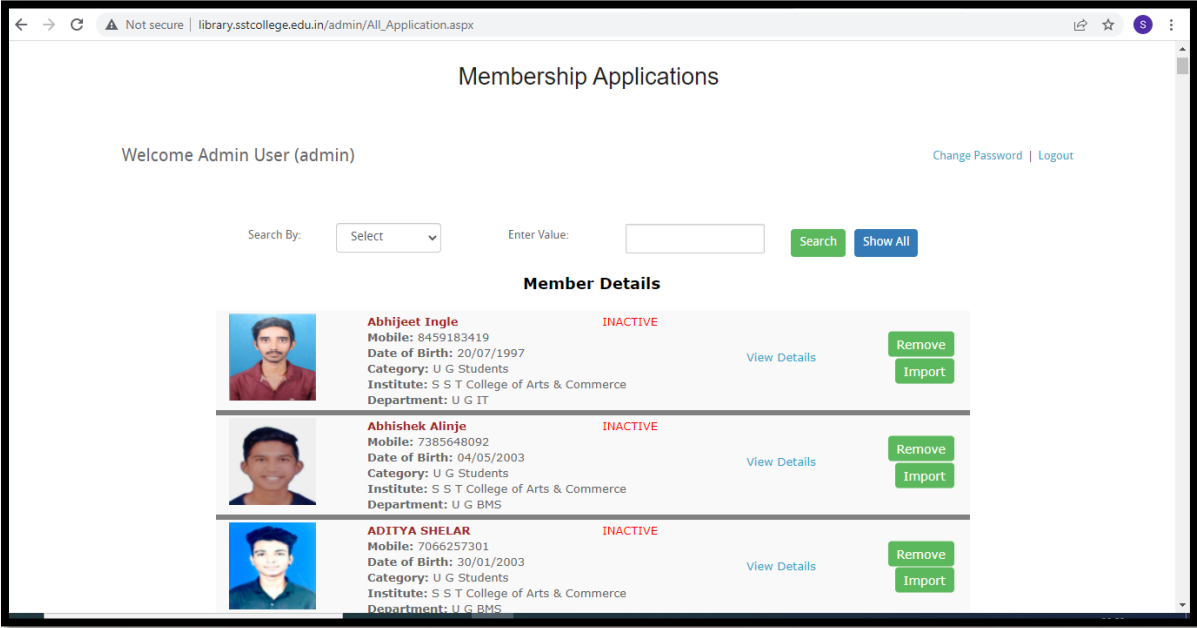 Not secure | library.sstcollege.edu.in/admin/All_Application.aspx
S
Membership Applications
Welcome Admin User (admin)
Change Password | Logout
Search By: Select Enter Value: Search Show All
Member Details
Abhijeet Ingle INACTIVE
Mobile: 8459183419
Date of Birth: 20/07/1997
Category: U G Students
Institute: S S T College of Arts & Commerce
Department: U G IT
View Details
Remove
Import
Abhishek Alinje INACTIVE
Mobile: 7385648092
Date of Birth: 04/05/2003
Category: U G Students
Institute: S S T College of Arts & Commerce
Department: U G BMS
View Details
Remove
Import
ADITYA SHELAR INACTIVE
Mobile: 7066257301
Date of Birth: 30/01/2003
Category: U G Students
Institute: S S T College of Arts & Commerce
Department: U G BMS
View Details
Remove
Import